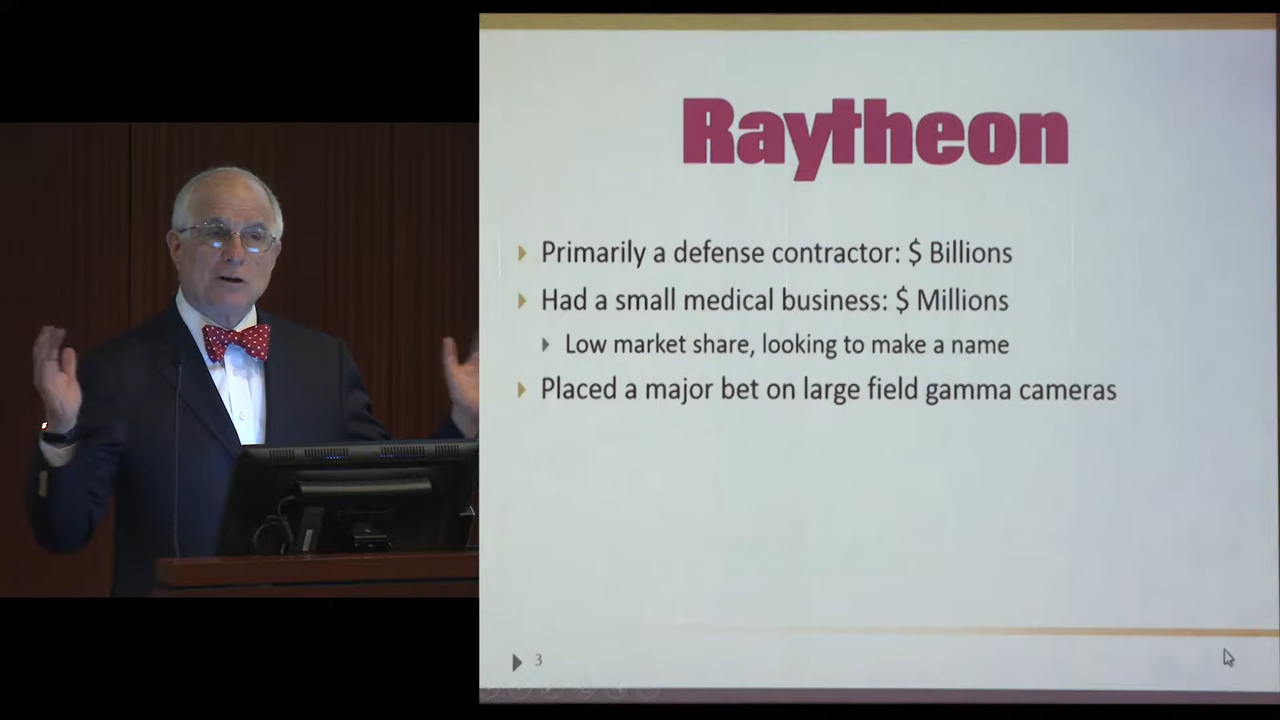 Raytheon
Primarily a defense contractor: $ Billions
Had a small medical business: $ Millions
Low market share, looking to make a name
Placed a major bet on large field gamma cameras
3